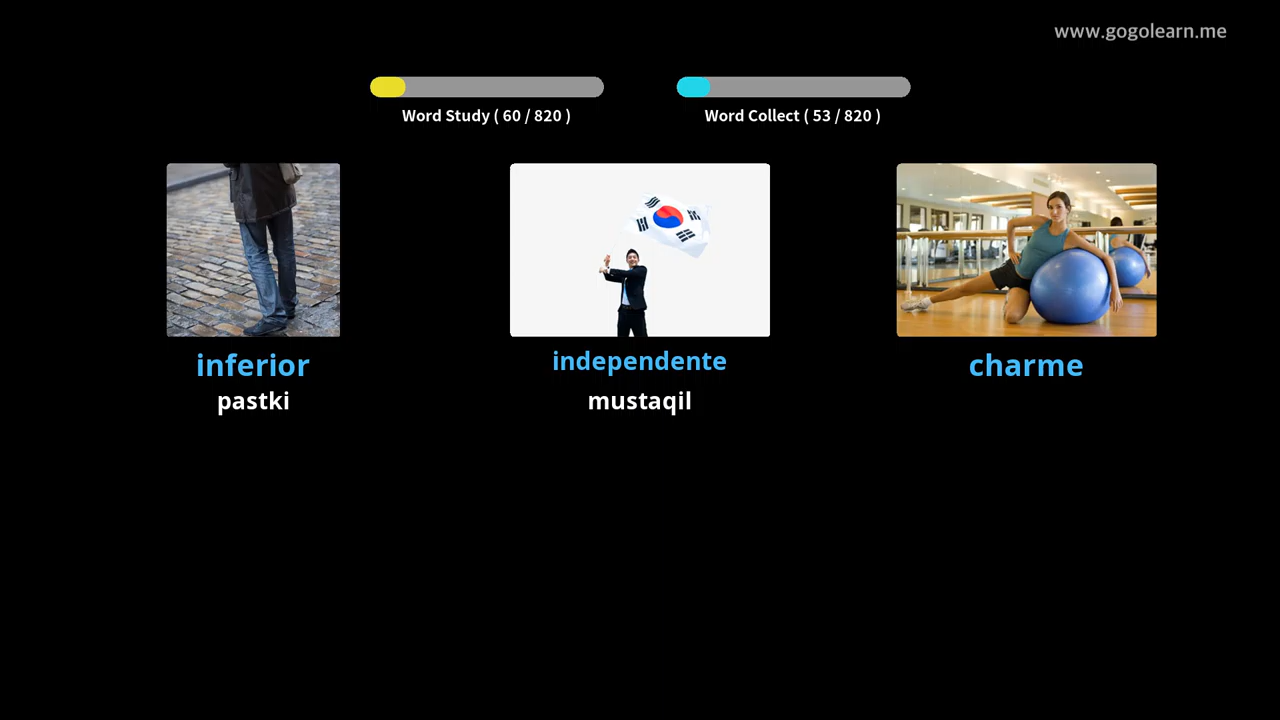 www.gogolearn.me
Word Study ( 60 / 820 )
Word Collect ( 53 / 820 )
inferior
pastki
independente
mustaqil
charme